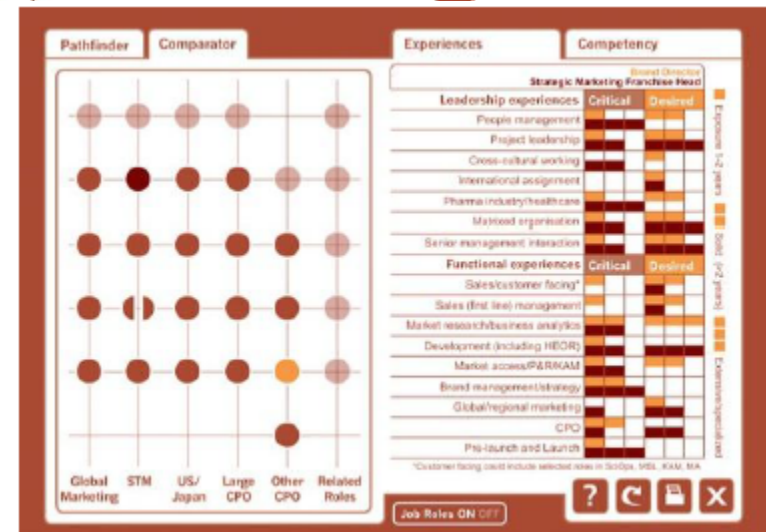 Pathfinder
Comparator
Experiences
Competency
Brand Director
Strategic Marketing Franchise Head
Leadership experiences Critical Desired
People management
Project leadership
Cross-cultural working
International assignment
Pharma industry/healthcare
Matrixed organisation
Senior management interaction
Functional experiences Critical Desired
Sales/customer facing*
Sales (first line) management
Market research/business analytics
Development (including HEOR)
Market access/P&R/KAM
Brand management/strategy
Global/regional marketing
CPO
Pre-launch and Launch
*Customer facing could include selected roles in SciOps, MSL, KAM, MA
Exposure 1-2 years
Solid (>2 years)
Extensive/specialized
Global Marketing
STM
US/ Japan
Large CPO
Other CPO
Related Roles
Job Roles ON OFF
?
X